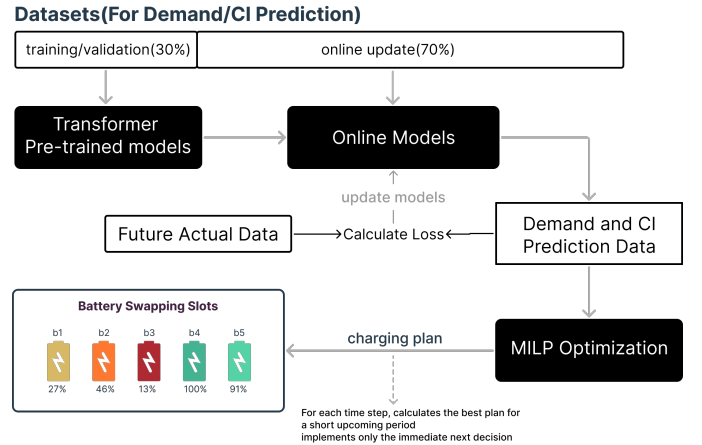 Datasets(For Demand/CI Prediction)
training/validation(30%)
online update(70%)
Transformer
Pre-trained models
Online Models
update models
Future Actual Data
Calculate Loss
Demand and CI
Prediction Data
Battery Swapping Slots
b1 b2 b3 b4 b5
27% 46% 13% 100% 91%
charging plan
MILP Optimization
For each time step, calculates the best plan for
a short upcoming period
implements only the immediate next decision